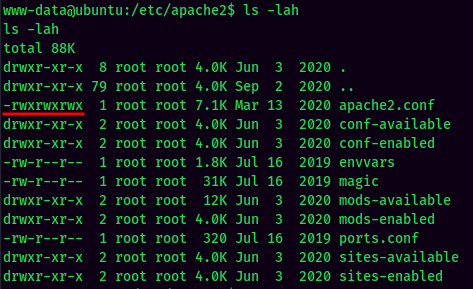 www-data@ubuntu:/etc/apache2$ ls -lah
ls -lah
total 88K
drwxr-xr-x  8 root root 4.0K Jun  3  2020 .
drwxr-xr-x 79 root root 4.0K Sep  2  2020 ..
-rwxrwxrwx  1 root root 7.1K Mar 13  2020 apache2.conf
drwxr-xr-x  2 root root 4.0K Jun  3  2020 conf-available
drwxr-xr-x  2 root root 4.0K Jun  3  2020 conf-enabled
-rw-r--r--  1 root root 1.8K Jul 16  2019 envvars
-rw-r--r--  1 root root  31K Jul 16  2019 magic
drwxr-xr-x  2 root root  12K Jun  3  2020 mods-available
drwxr-xr-x  2 root root 4.0K Jun  3  2020 mods-enabled
-rw-r--r--  1 root root  320 Jul 16  2019 ports.conf
drwxr-xr-x  2 root root 4.0K Jun  3  2020 sites-available
drwxr-xr-x  2 root root 4.0K Jun  3  2020 sites-enabled